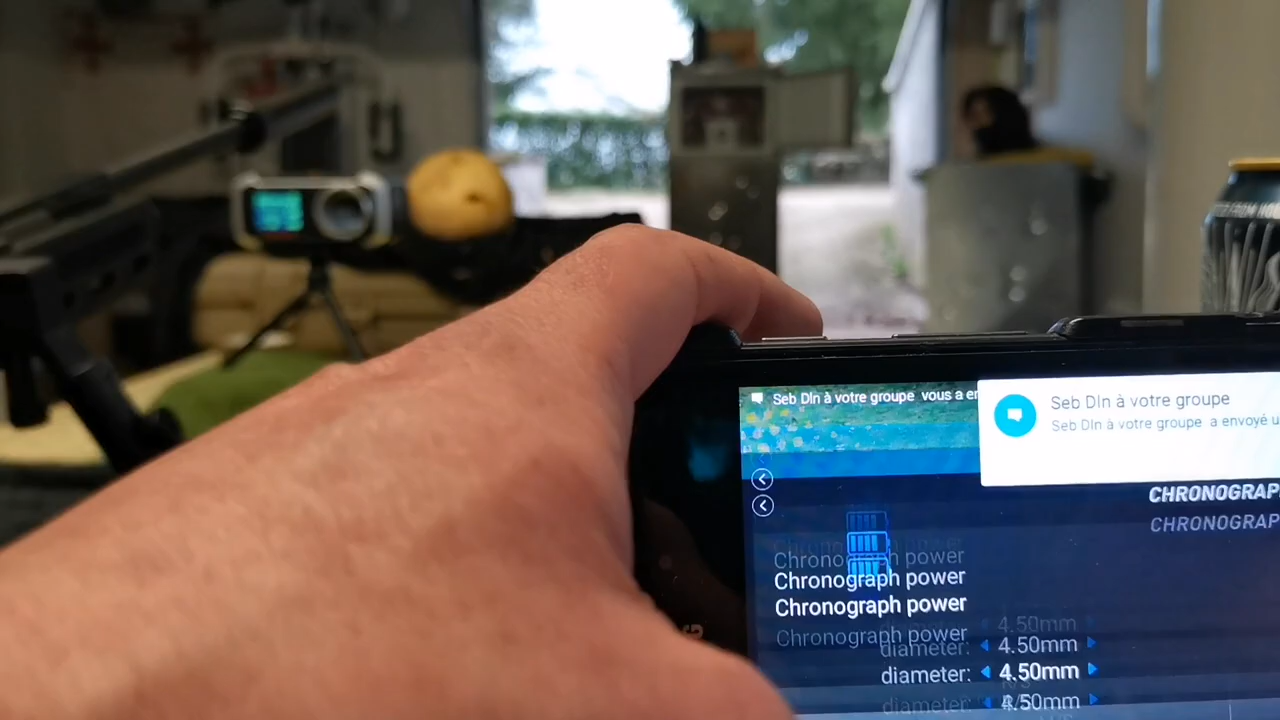 Seb Dln à votre groupe vous a en
Seb Dln à votre groupe
Seb Dln à votre groupe a envoyé u
CHRONOGRAP
CHRONOGRAP
Chronograph power
Chronograph power
Chronograph power
Chronograph power
diameter: 4.50mm
diameter: 4.50mm
diameter: 4.50mm
diameter: 4.50mm